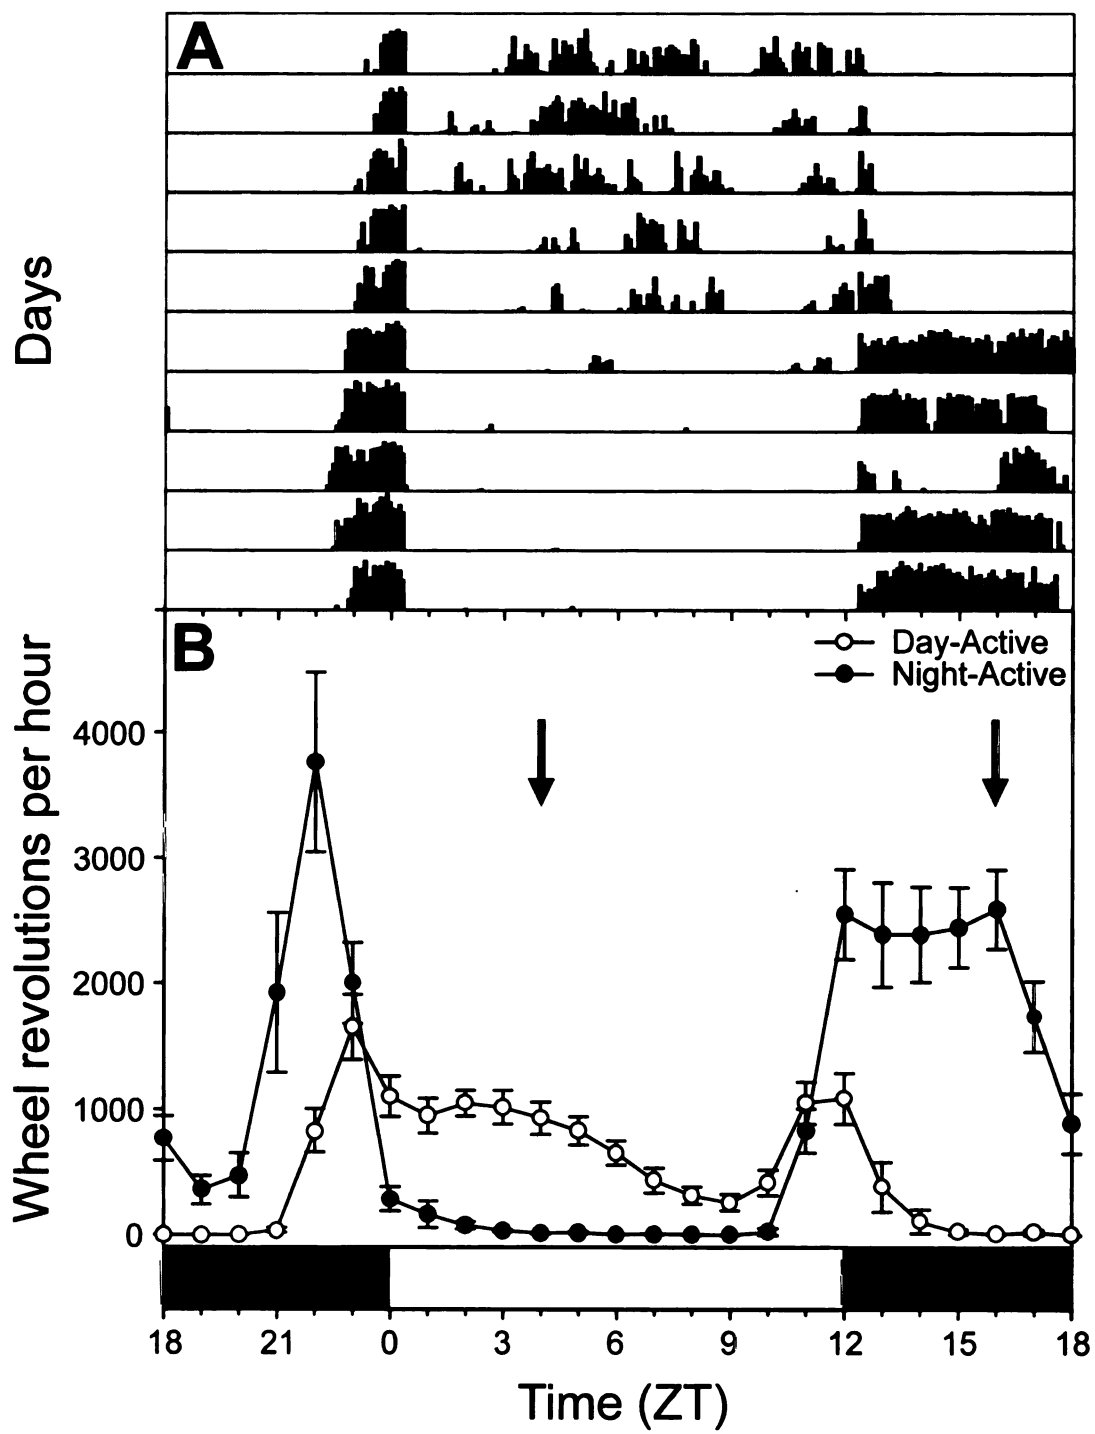 A
Days
B
Day-Active
Night-Active
Wheel revolutions per hour
4000
3000
2000
1000
0
18 21 0 3 6 9 12 15 18
Time (ZT)